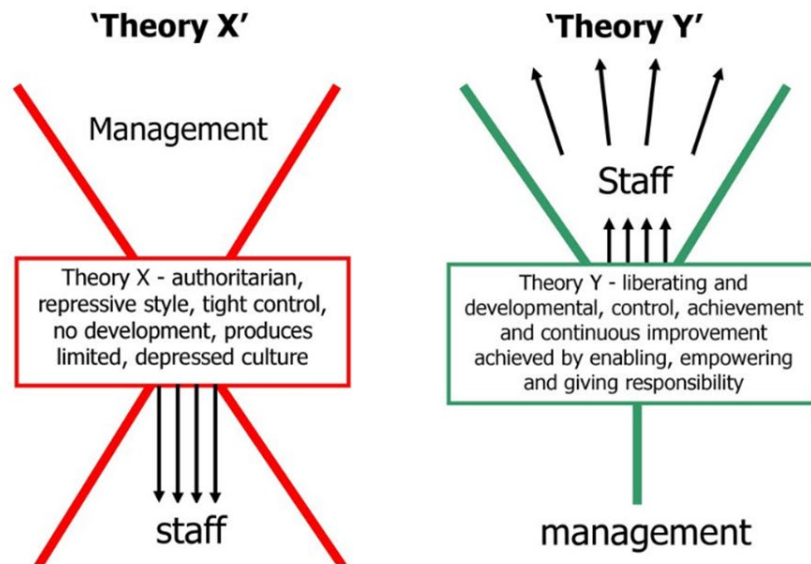 ‘Theory X’
Management
Theory X - authoritarian,
repressive style, tight control,
no development, produces
limited, depressed culture
staff
‘Theory Y’
Staff
Theory Y - liberating and
developmental, control, achievement
and continuous improvement
achieved by enabling, empowering
and giving responsibility
management